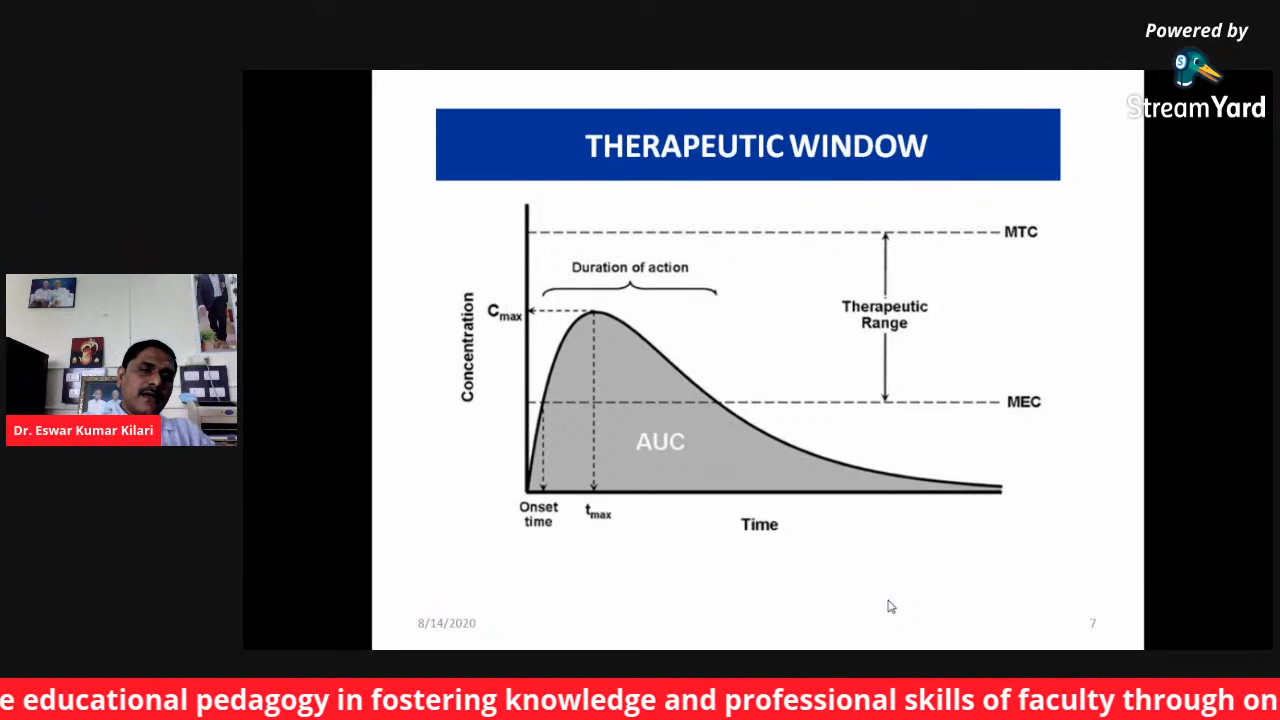 Powered by
StreamYard
THERAPEUTIC WINDOW
MTC
Duration of action
Therapeutic
Range
Cmax
Concentration
MEC
AUC
Onset
time
tmax
Time
8/14/2020
7
Dr. Eswar Kumar Kilari
e educational pedagogy in fostering knowledge and professional skills of faculty through on